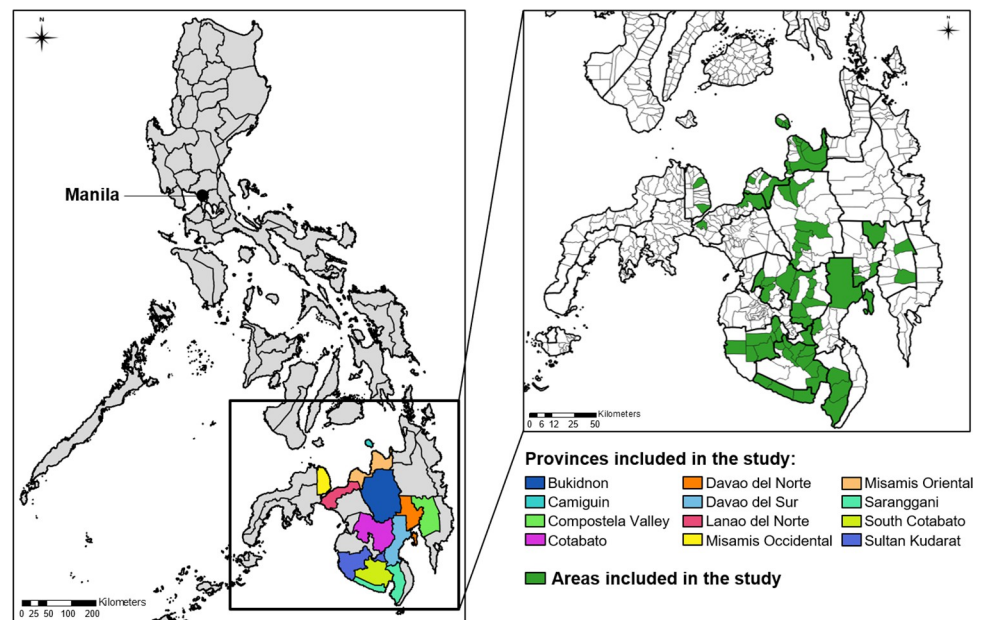 N
Manila
Kilometers
0 25 50 100 200
N
Kilometers
0 6 12 25 50
Provinces included in the study:
Bukidnon
Camiguin
Compostela Valley
Cotabato
Davao del Norte
Davao del Sur
Lanao del Norte
Misamis Occidental
Misamis Oriental
Saranggani
South Cotabato
Sultan Kudarat
Areas included in the study